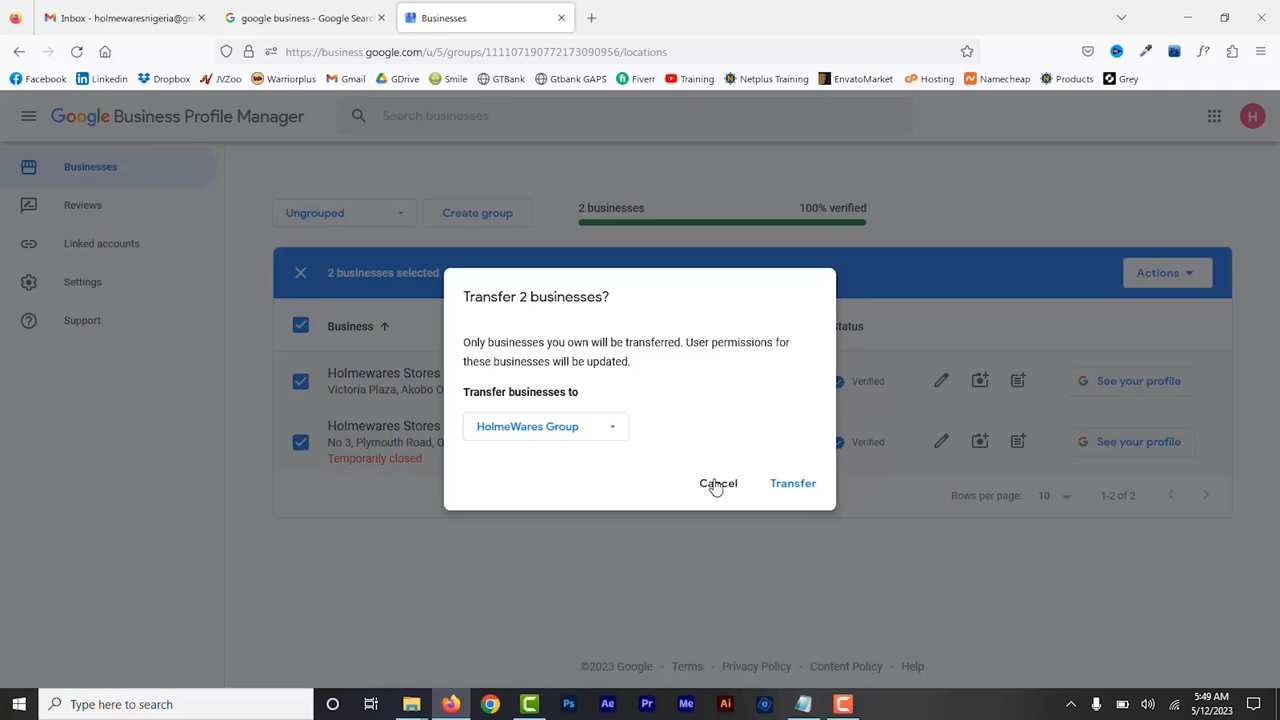 Inbox - holmewaresnigeria@gm
google business - Google Searc
Businesses
https://business.google.com/u/5/groups/111107190772173090956/locations
Facebook
Linkedin
Dropbox
JVZoo
Warriorplus
Gmail
GDrive
Smile
GTBank
Gtbank GAPS
Fiverr
Training
Netplus Training
EnvatoMarket
Hosting
Namecheap
Products
Grey
Google Business Profile Manager
Search businesses
H
Businesses
Reviews
Linked accounts
Settings
Support
Ungrouped
Create group
2 businesses
100% verified
2 businesses selected
Actions
Business
Status
Holmewares Stores
Victoria Plaza, Akobo O
Verified
See your profile
Holmewares Stores
No 3, Plymouth Road, O
Temporarily closed
Verified
See your profile
Rows per page: 10
1-2 of 2
Transfer 2 businesses?
Only businesses you own will be transferred. User permissions for
these businesses will be updated.
Transfer businesses to
HolmeWares Group
Cancel
Transfer
©2023 Google - Terms - Privacy Policy - Content Policy - Help
Type here to search
5:49 AM
5/12/2023